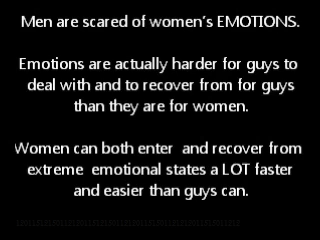 Men are scared of women's EMOTIONS.
Emotions are actually harder for guys to
deal with and to recover from for guys
than they are for women.
Women can both enter and recover from
extreme emotional states a LOT faster
and easier than guys can.